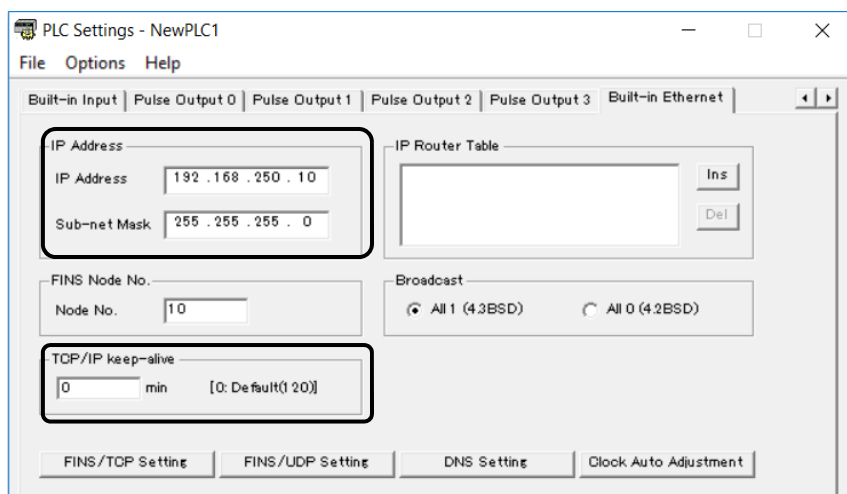 PLC Settings - NewPLC1
File Options Help
Built-in Input Pulse Output 0 Pulse Output 1 Pulse Output 2 Pulse Output 3 Built-in Ethernet
IP Address
IP Address 192 .168 .250 . 10
Sub-net Mask 255 .255 .255 . 0
IP Router Table
Ins
Del
FINS Node No.
Node No. 10
Broadcast
All 1 (4.3BSD) All 0 (4.2BSD)
TCP/IP keep-alive
0 min [0: Default(120)]
FINS/TCP Setting FINS/UDP Setting DNS Setting Clock Auto Adjustment